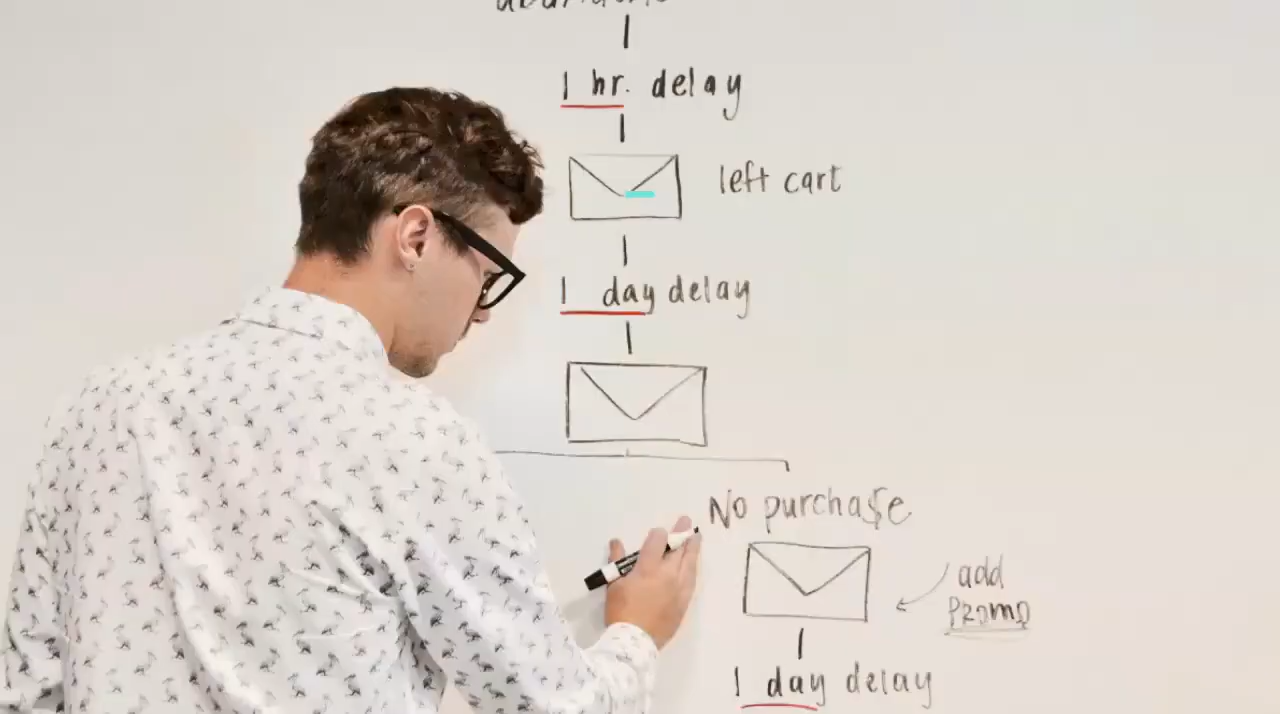 1 hr. delay
left cart
1 day delay
No purchase
add
PROMO
1 day delay